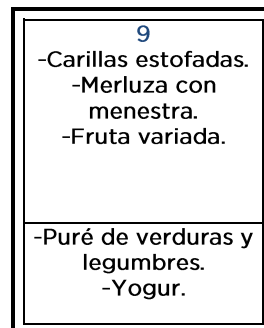 9
-Carillas estofadas.
-Merluza con
menestra.
-Fruta variada.
-Puré de verduras y
legumbres.
-Yogur.